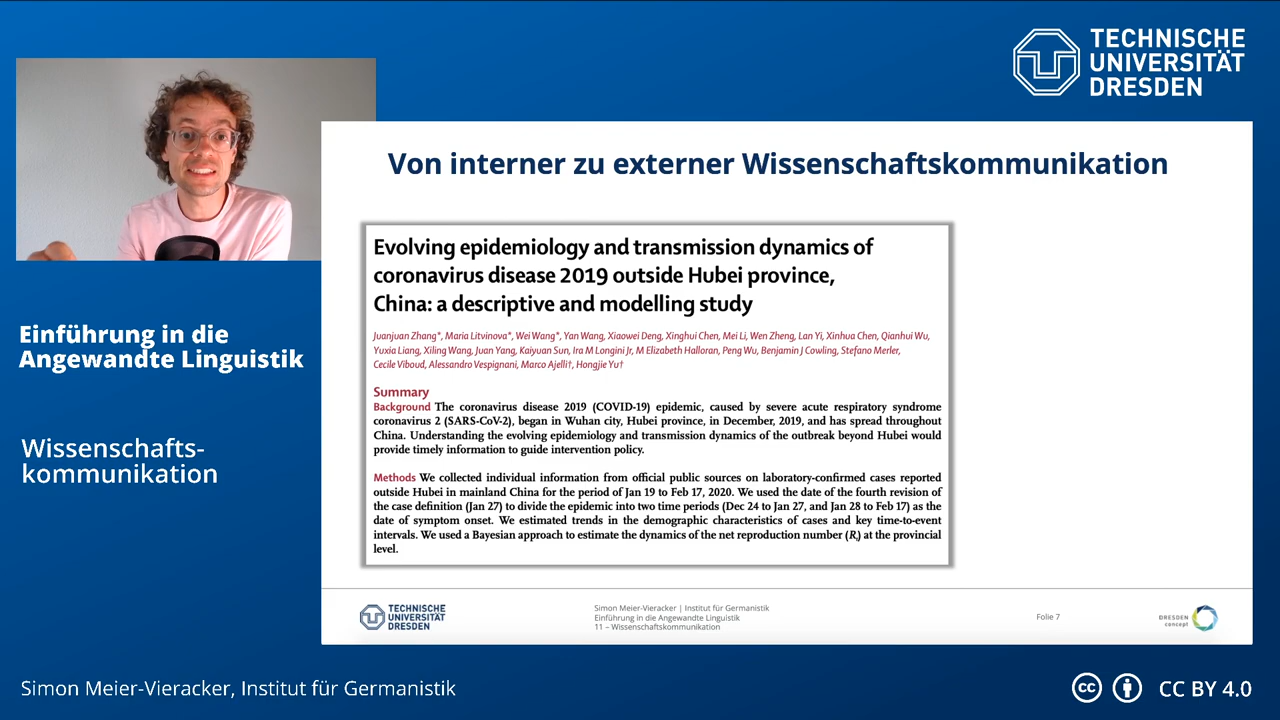 TECHNISCHE
UNIVERSITÄT
DRESDEN
Von interner zu externer Wissenschaftskommunikation
Evolving epidemiology and transmission dynamics of
coronavirus disease 2019 outside Hubei province,
China: a descriptive and modelling study
Juanjuan Zhang*, Maria Litvinova*, Wei Wang*, Yan Wang, Xiaowei Deng, Xinghui Chen, Mei Li, Wen Zheng, Lan Yi, Xinhua Chen, Qianhui Wu,
Yuxia Liang, Xiling Wang, Juan Yang, Kaiyuan Sun, Ira M Longini Jr, M Elizabeth Halloran, Peng Wu, Benjamin J Cowling, Stefano Merler,
Cecile Viboud, Alessandro Vespignani, Marco Ajelli†, Hongjie Yu†
Summary
Background The coronavirus disease 2019 (COVID-19) epidemic, caused by severe acute respiratory syndrome
coronavirus 2 (SARS-CoV-2), began in Wuhan city, Hubei province, in December, 2019, and has spread throughout
China. Understanding the evolving epidemiology and transmission dynamics of the outbreak beyond Hubei would
provide timely information to guide intervention policy.
Methods We collected individual information from official public sources on laboratory-confirmed cases reported
outside Hubei in mainland China for the period of Jan 19 to Feb 17, 2020. We used the date of the fourth revision of
the case definition (Jan 27) to divide the epidemic into two time periods (Dec 24 to Jan 27, and Jan 28 to Feb 17) as the
date of symptom onset. We estimated trends in the demographic characteristics of cases and key time-to-event
intervals. We used a Bayesian approach to estimate the dynamics of the net reproduction number (Rt) at the provincial
level.
Einführung in die
Angewandte Linguistik
Wissenschafts-
kommunikation
TECHNISCHE
UNIVERSITÄT
DRESDEN
Simon Meier-Vieracker | Institut für Germanistik
Einführung in die Angewandte Linguistik
11 – Wissenschaftskommunikation
Folie 7
DRESDEN
concept
Simon Meier-Vieracker, Institut für Germanistik
cc CC BY 4.0